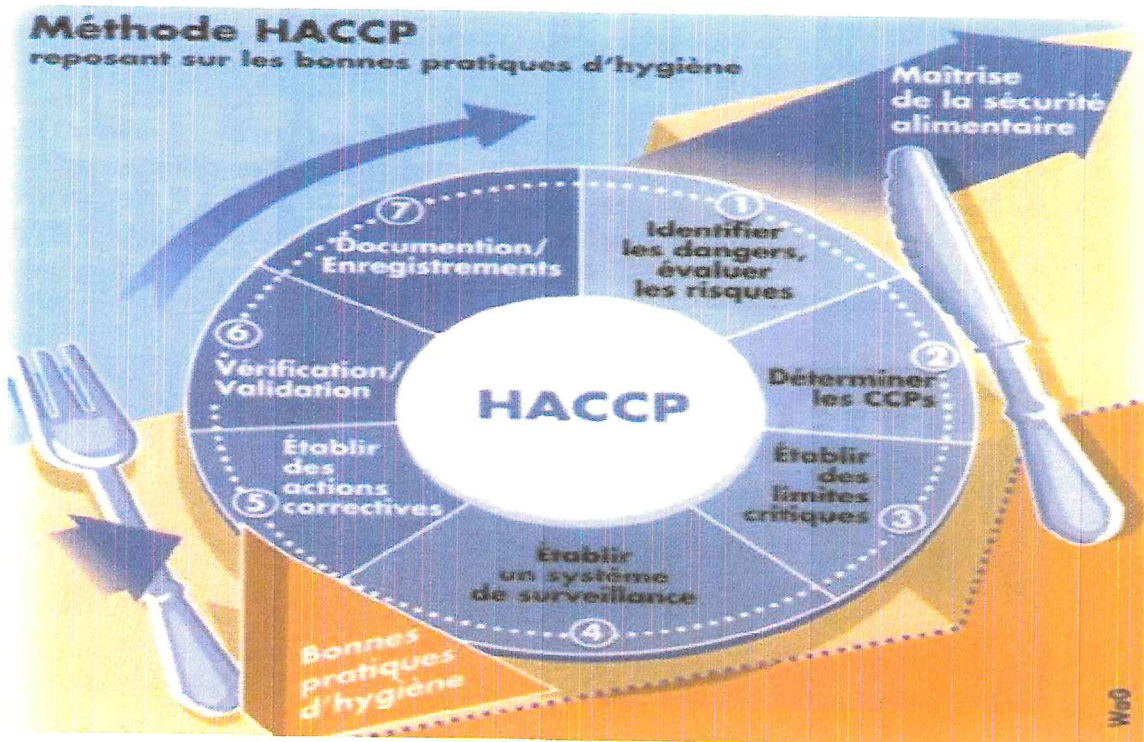 Méthode HACCP
reposant sur les bonnes pratiques d'hygiène
Maîtrise
de la sécurité
alimentaire
1
Identifier
les dangers,
évaluer
les risques
2
Déterminer
les CCPs
3
Établir
des
limites
critiques
4
Établir
un système
de surveillance
5
Établir
des
actions
correctives
6
Vérification/
Validation
7
Documention/
Enregistrements
HACCP
Bonnes
pratiques
d'hygiène
WaG